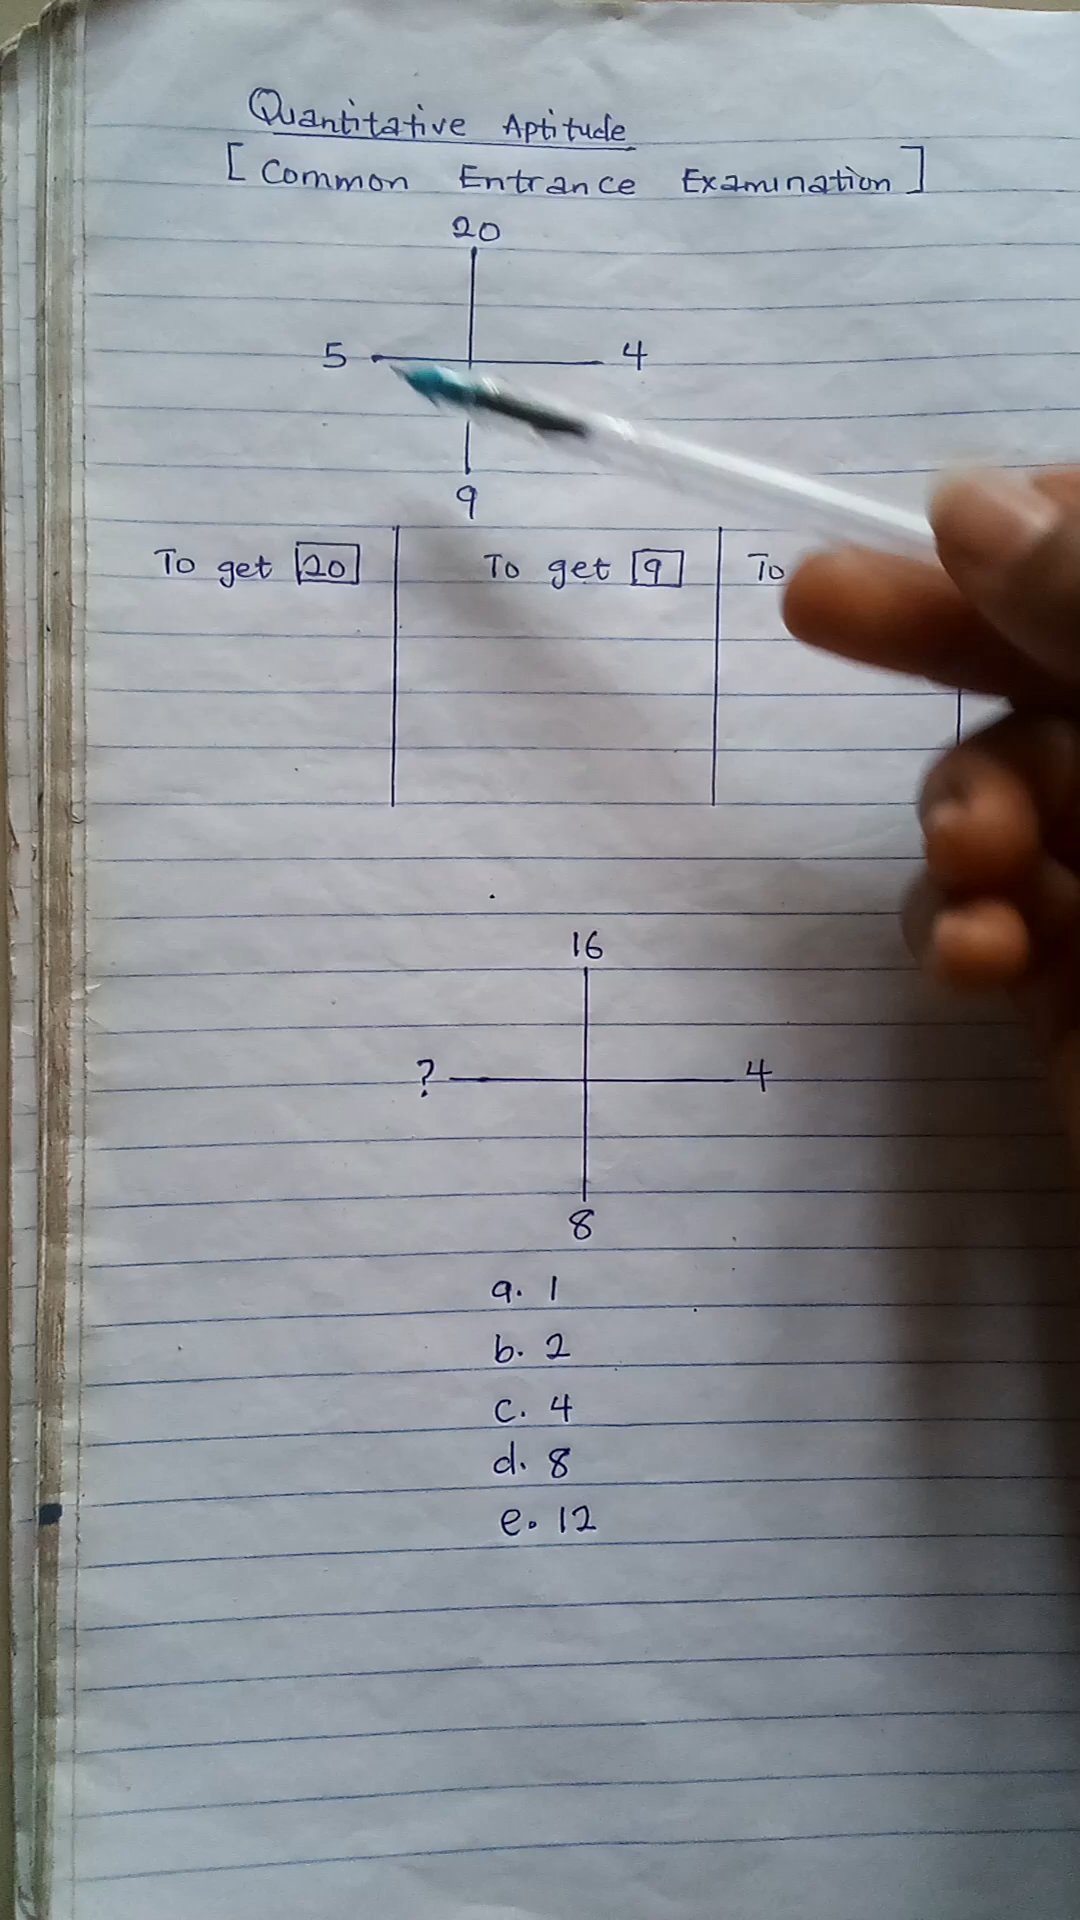 Quantitative Aptitude
[Common Entrance Examination]
20
5 4
9
To get 20 To get 9 To
16
? 4
8
a. 1
b. 2
c. 4
d. 8
e. 12